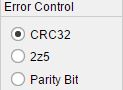 Error Control
CRC32
2z5
Parity Bit